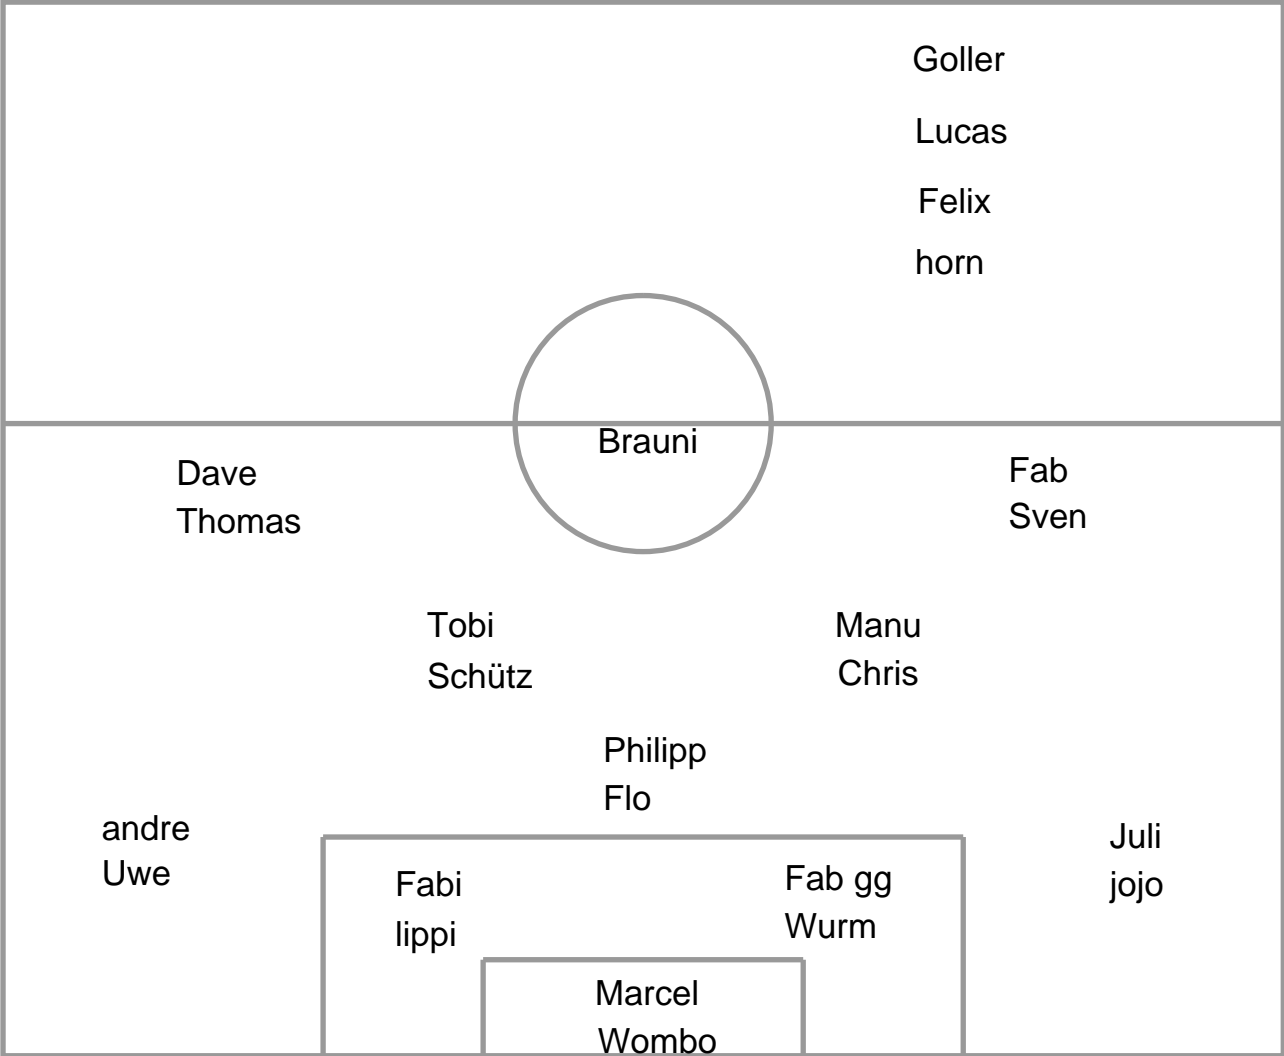 Goller
Lucas
Felix
horn
Brauni
Dave
Thomas
Fab
Sven
Tobi
Schütz
Manu
Chris
Philipp
Flo
andre
Uwe
Fabi
lippi
Fab gg
Wurm
Juli
jojo
Marcel
Wombo